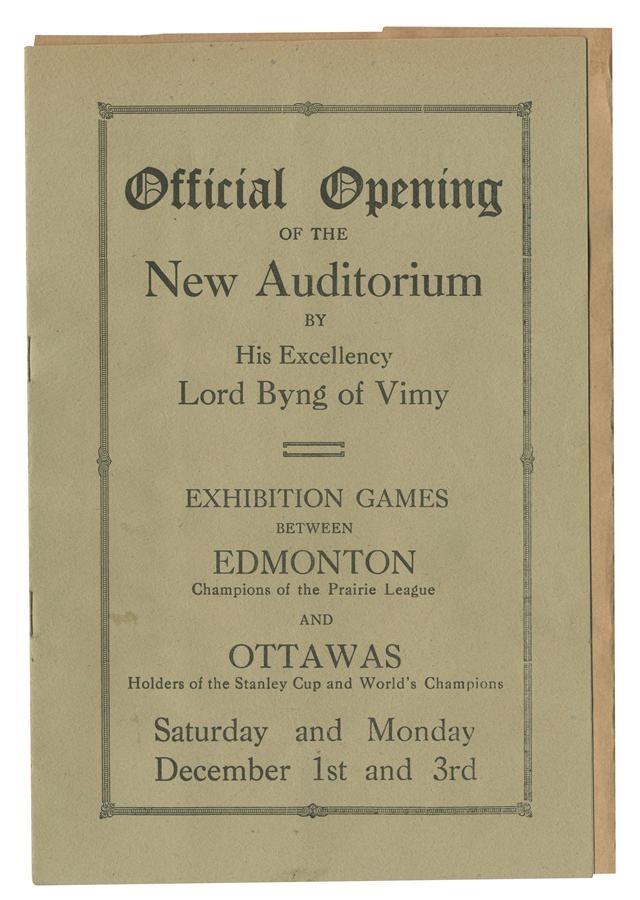 Official Opening
OF THE
New Auditorium
BY
His Excellency
Lord Byng of Vimy
EXHIBITION GAMES
BETWEEN
EDMONTON
Champions of the Prairie League
AND
OTTAWAS
Holders of the Stanley Cup and World's Champions
Saturday and Monday
December 1st and 3rd